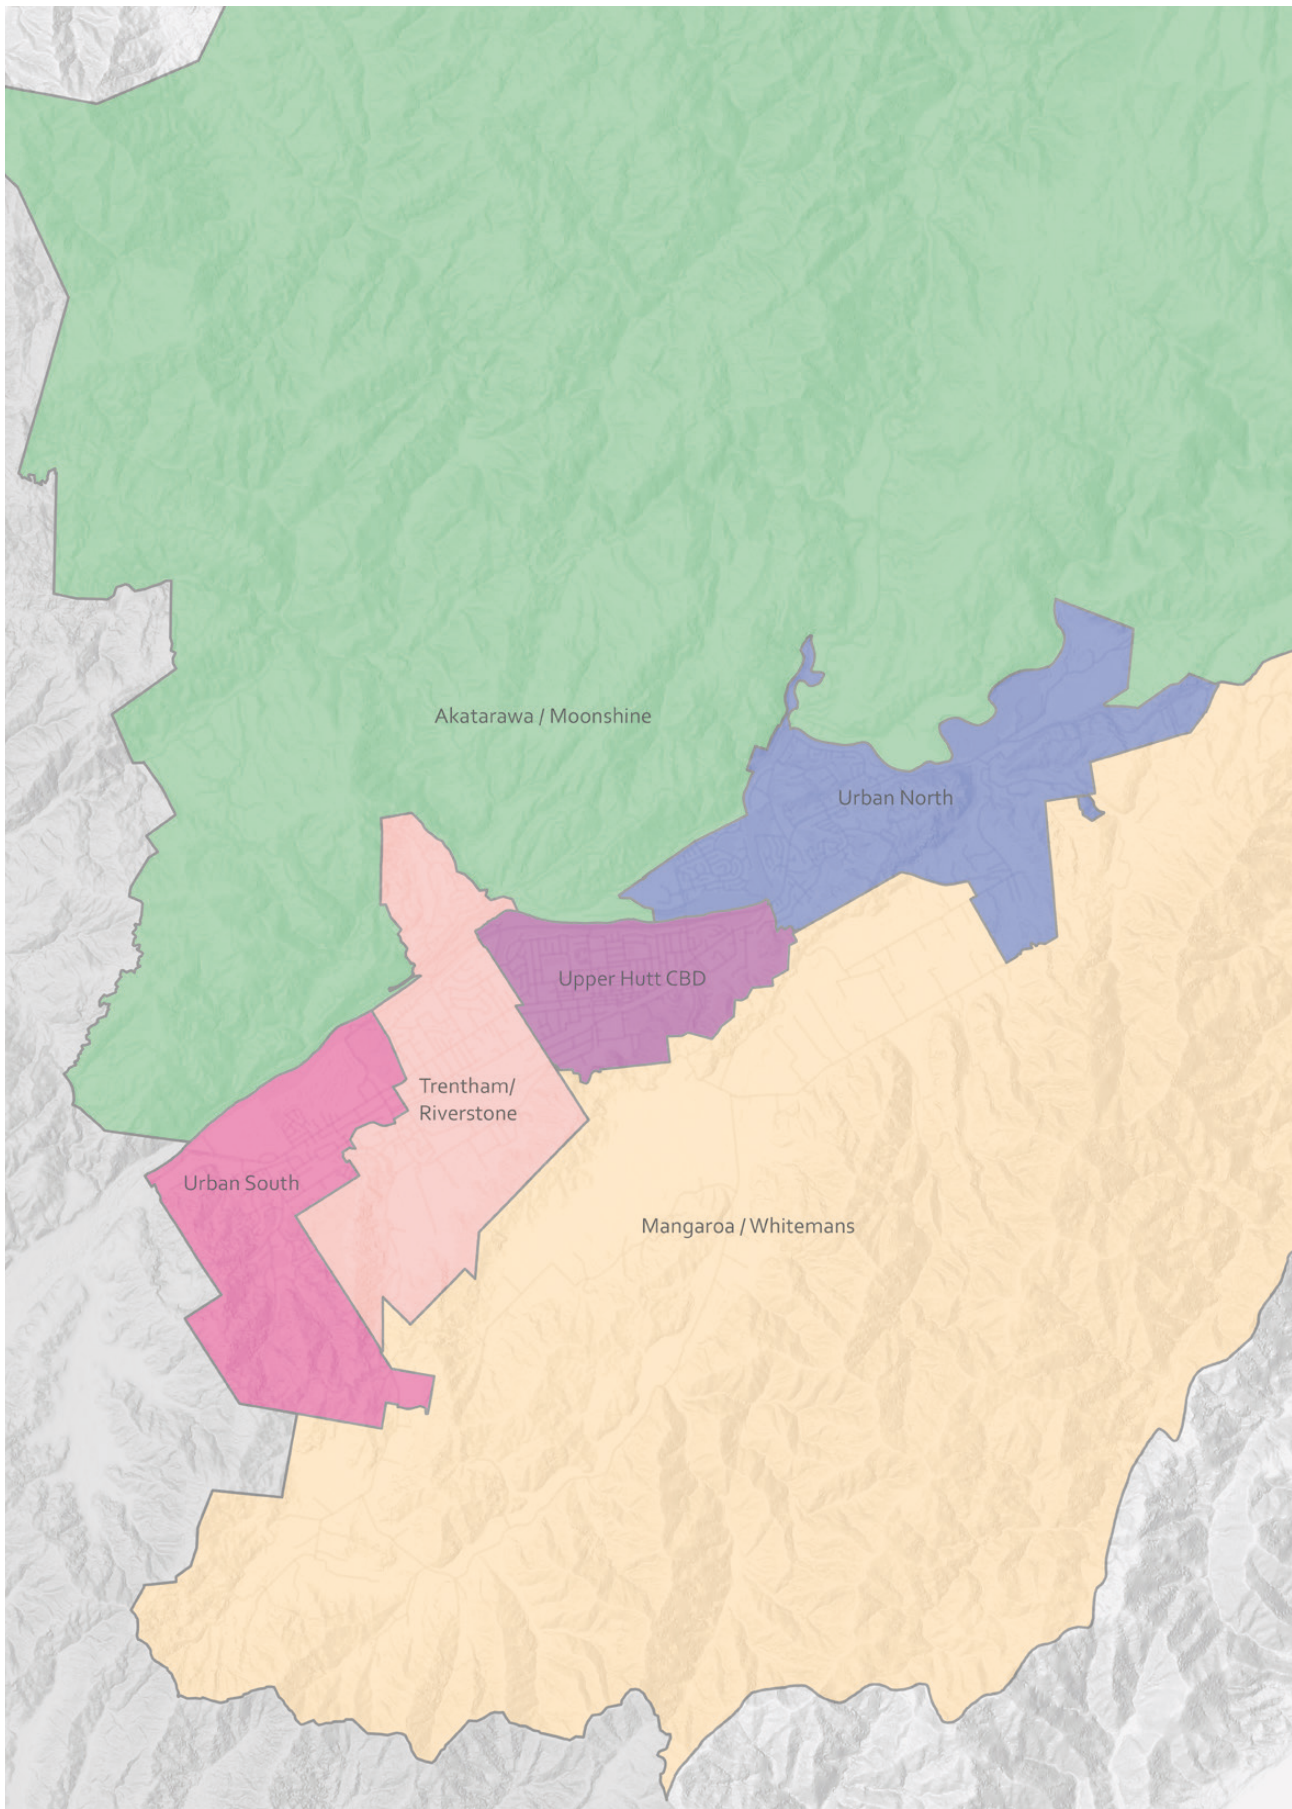 Akatarawa / Moonshine
Urban North
Upper Hutt CBD
Trentham/
Riverstone
Urban South
Mangaroa / Whitemans